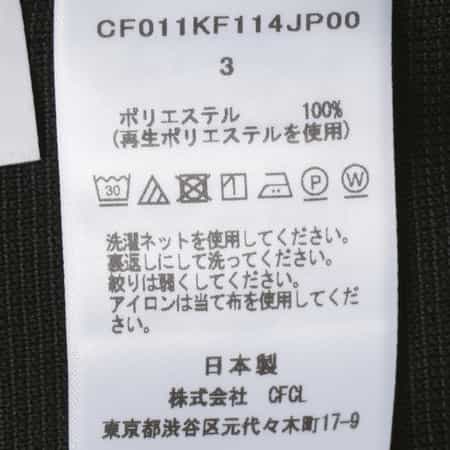 CF011KF114JP00
3
ポリエステル 100%
(再生ポリエステルを使用)
30 P W
洗濯ネットを使用してください。
裏返しにして洗ってください。
絞りは弱くしてください。
アイロンは当て布を使用してくだ
さい。
日本製
株式会社 CFCL
東京都渋谷区元代々木町17-9